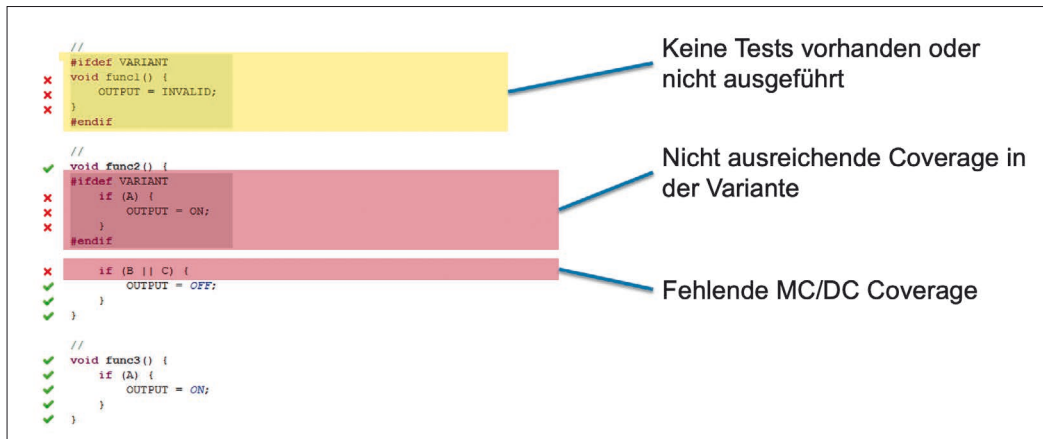 //
#ifdef VARIANT
void func1() {
OUTPUT = INVALID;
}
#endif
//
void func2() {
#ifdef VARIANT
if (A) {
OUTPUT = ON;
}
#endif
if (B || C) {
OUTPUT = OFF;
}
}
//
void func3() {
if (A) {
OUTPUT = ON;
}
}
Keine Tests vorhanden oder
nicht ausgeführt
Nicht ausreichende Coverage in
der Variante
Fehlende MC/DC Coverage